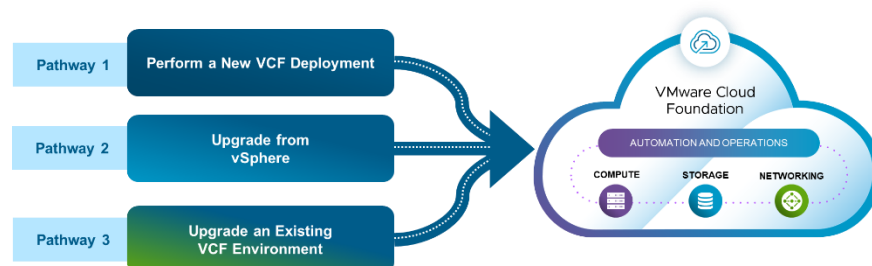 Pathway 1
Perform a New VCF Deployment
Pathway 2
Upgrade from
vSphere
Pathway 3
Upgrade an Existing
VCF Environment
VMware Cloud
Foundation
AUTOMATION AND OPERATIONS
COMPUTE
STORAGE
NETWORKING